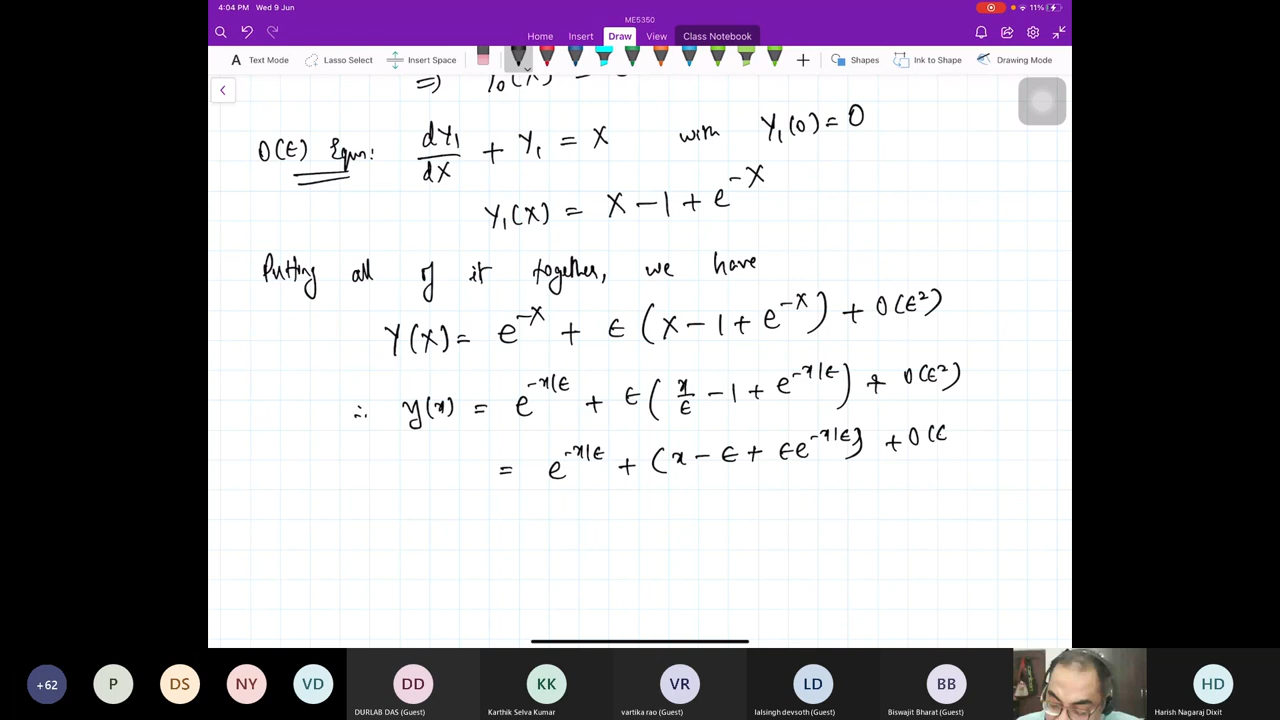 4:04 PM Wed 9 Jun
11%
ME5350
Home Insert Draw View Class Notebook
A Text Mode Lasso Select Insert Space Shapes Ink to Shape Drawing Mode
O(ϵ) Eqn: dY₁/dX + Y₁ = X with Y₁(0) = 0
Y₁(X) = X − 1 + e^{−X}
Putting all of it together, we have
Y(X) = e^{−X} + ϵ (X − 1 + e^{−X}) + O(ϵ²)
∴ y(x) = e^{−x/ϵ} + ϵ(x/ϵ − 1 + e^{−x/ϵ}) + O(ϵ²)
= e^{−x/ϵ} + (x − ϵ + ϵe^{−x/ϵ}) + O(ϵ
+62 P DS NY VD DD KK VR LD BB HD
DURLAB DAS (Guest) Karthik Selva Kumar vartika rao (Guest) lalsingh devsoth (Guest) Biswajit Bharat (Guest) Harish Nagaraj Dixit